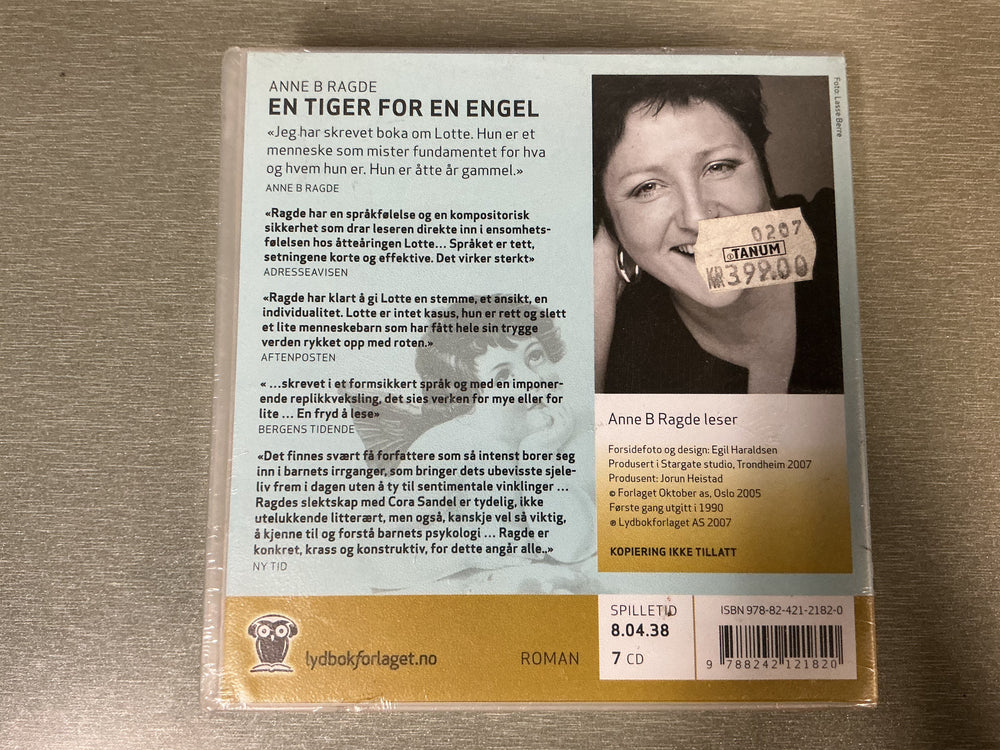 ANNE B RAGDE
EN TIGER FOR EN ENGEL
«Jeg har skrevet boka om Lotte. Hun er et
menneske som mister fundamentet for hva
og hvem hun er. Hun er åtte år gammel.»
ANNE B RAGDE
«Ragde har en språkfølelse og en kompositorisk
sikkerhet som drar leseren direkte inn i ensomhets-
følelsen hos åtteåringen Lotte... Språket er tett,
setningene korte og effektive. Det virker sterkt»
ADRESSEAVISEN
«Ragde har klart å gi Lotte en stemme, et ansikt, en
individualitet. Lotte er intet kasus, hun er rett og slett
et lite menneskebarn som har fått hele sin trygge
verden rykket opp med roten.»
AFTENPOSTEN
« ...skrevet i et formsikkert språk og med en imponer-
ende replikkveksling, det sies verken for mye eller for
lite ... En fryd å lese»
BERGENS TIDENDE
«Det finnes svært få forfattere som så intenst borer seg
inn i barnets irrganger, som bringer dets ubevisste sjele-
liv frem i dagen uten å ty til sentimentale vinklinger ...
Ragdes slektskap med Cora Sandel er tydelig, ikke
utelukkende litterært, men også, kanskje vel så viktig,
å kjenne til og forstå barnets psykologi ... Ragde er
konkret, krass og konstruktiv, for dette angår alle..»
NY TID
Foto: Lasse Berre
0207
TANUM
KR 399.00
Anne B Ragde leser
Forsidefoto og design: Egil Haraldsen
Produsert i Stargate studio, Trondheim 2007
Produsent: Jorun Heistad
© Forlaget Oktober as, Oslo 2005
Første gang utgitt i 1990
℗ Lydbokforlaget AS 2007
KOPIERING IKKE TILLATT
lydbokforlaget.no
ROMAN
SPILLETID
8.04.38
7 CD
ISBN 978-82-421-2182-0
9 788242 121820